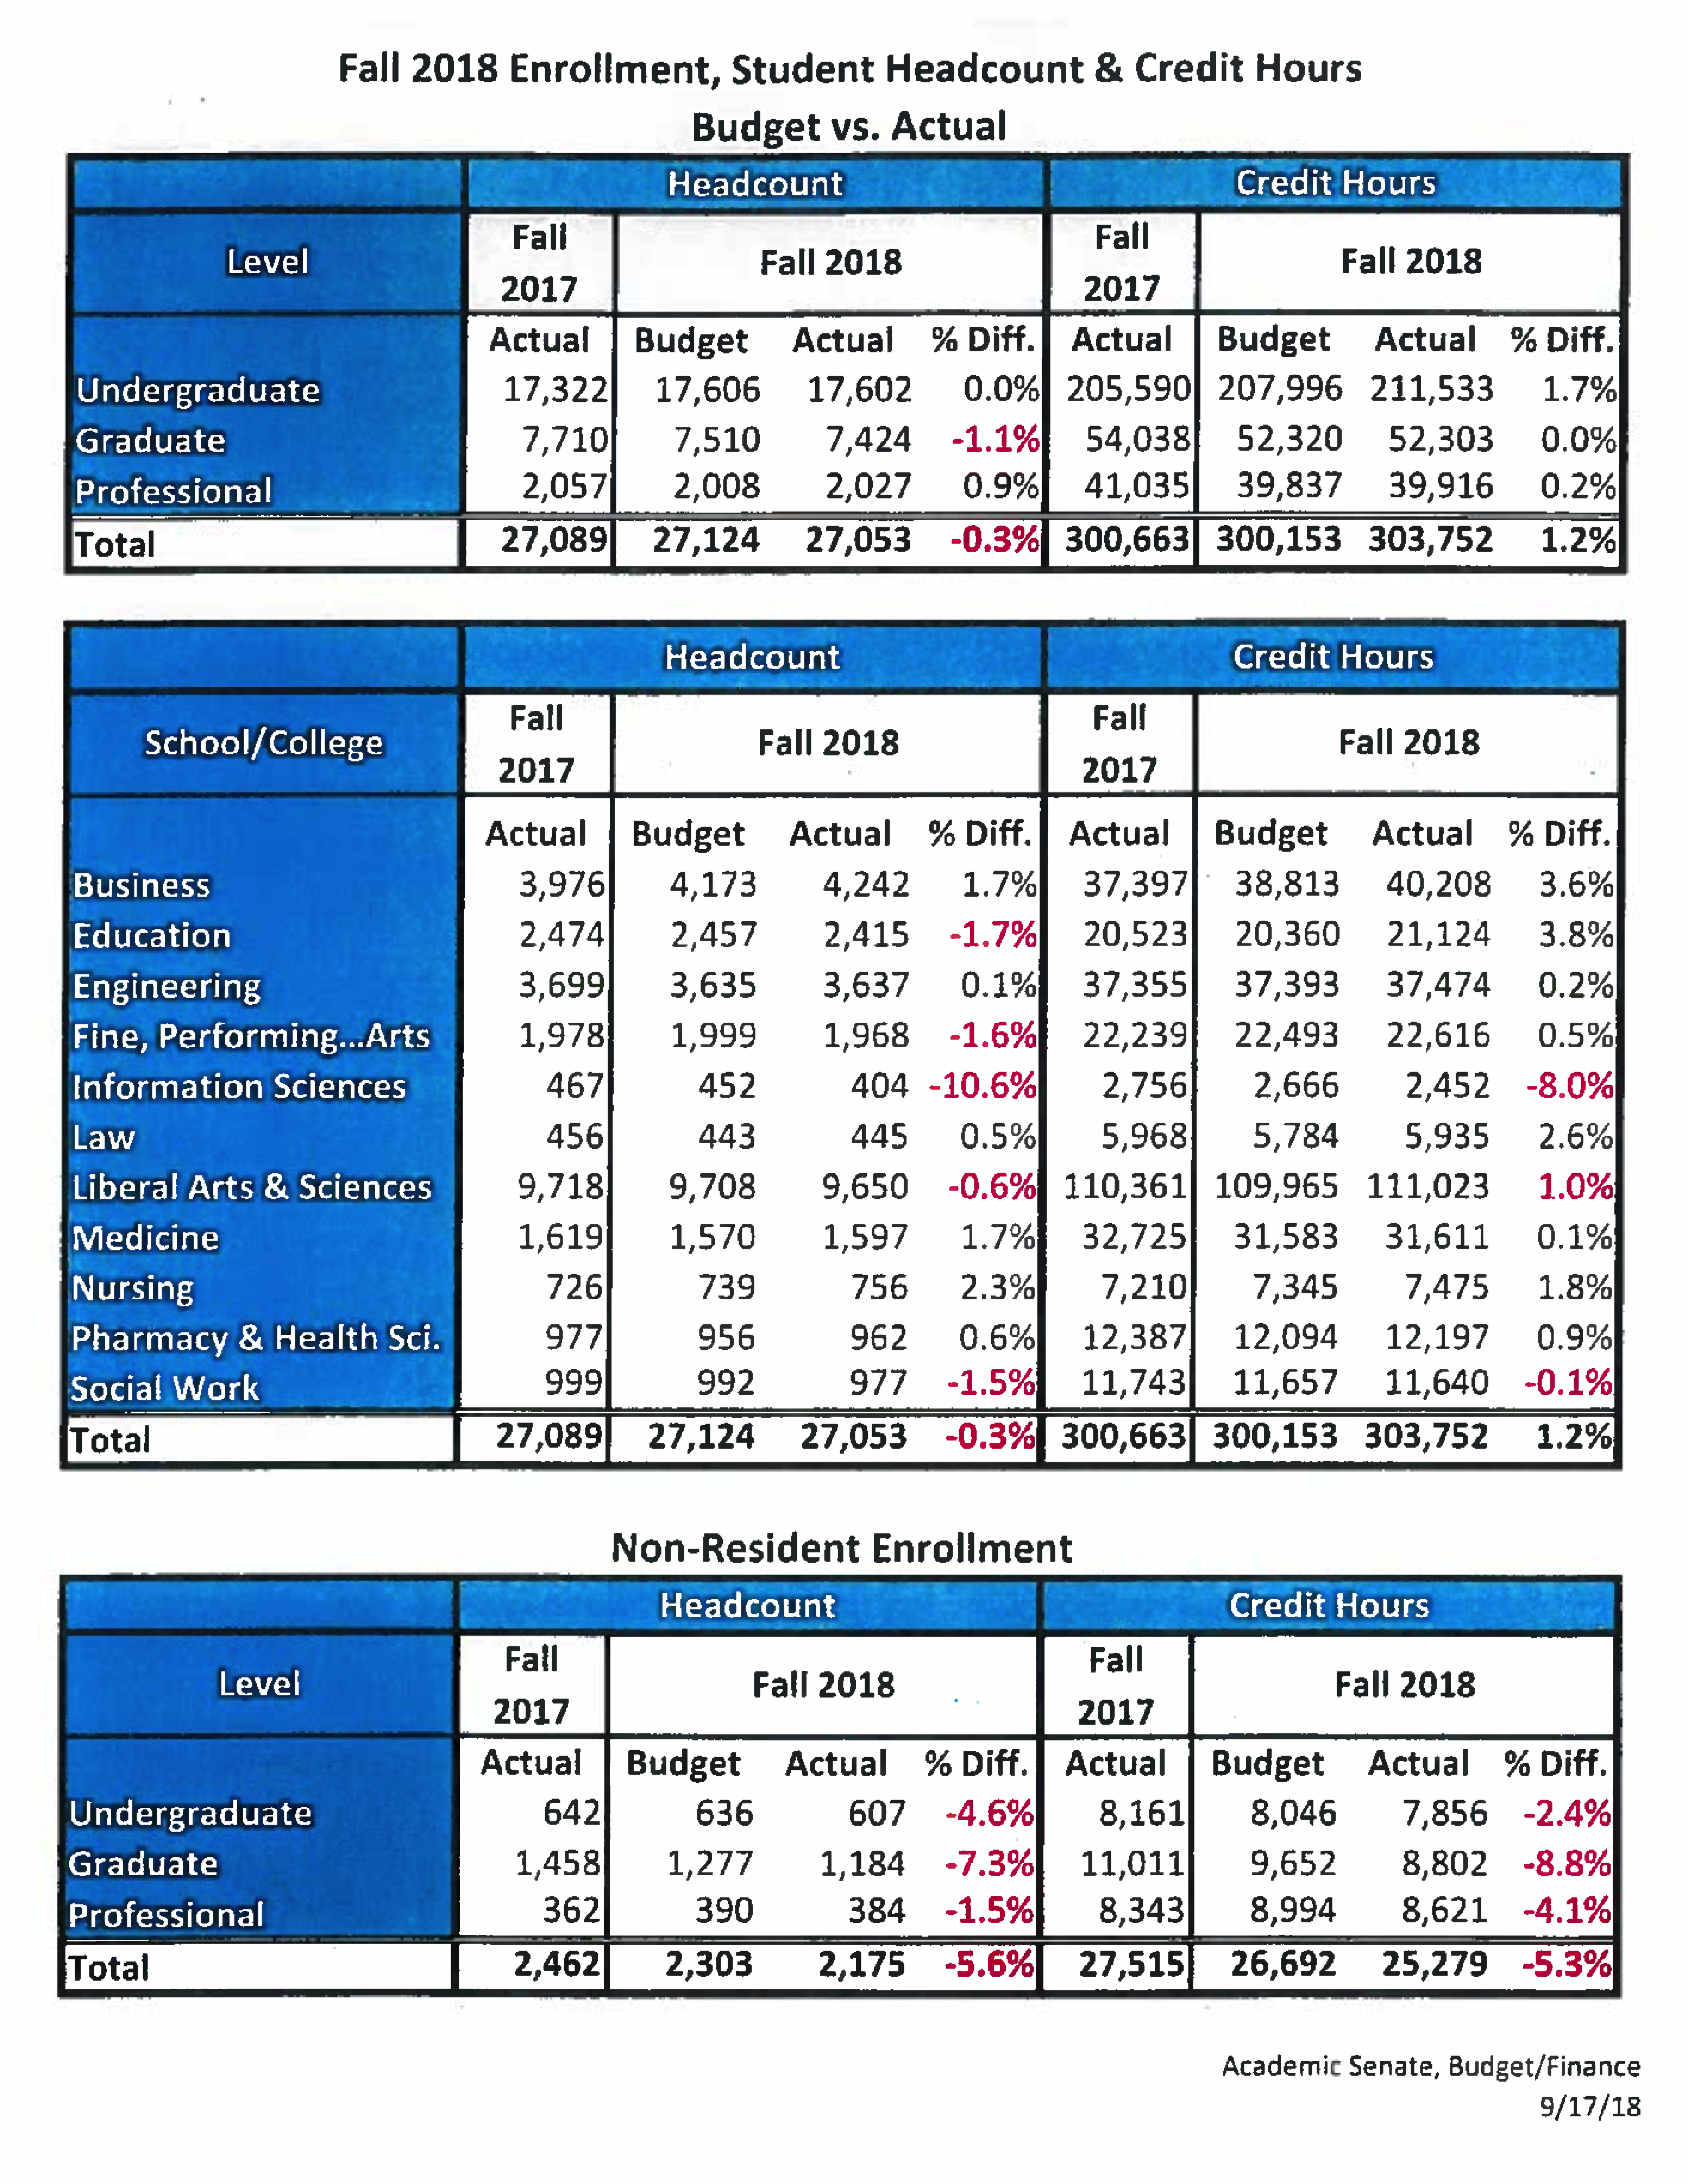 Fall 2018 Enrollment, Student Headcount & Credit Hours
Budget vs. Actual
Headcount Credit Hours
Level Fall 2017 Fall 2018 Fall 2017 Fall 2018
Actual Budget Actual % Diff. Actual Budget Actual % Diff.
Undergraduate 17,322 17,606 17,602 0.0% 205,590 207,996 211,533 1.7%
Graduate 7,710 7,510 7,424 -1.1% 54,038 52,320 52,303 0.0%
Professional 2,057 2,008 2,027 0.9% 41,035 39,837 39,916 0.2%
Total 27,089 27,124 27,053 -0.3% 300,663 300,153 303,752 1.2%
Headcount Credit Hours
School/College Fall 2017 Fall 2018 Fall 2017 Fall 2018
Actual Budget Actual % Diff. Actual Budget Actual % Diff.
Business 3,976 4,173 4,242 1.7% 37,397 38,813 40,208 3.6%
Education 2,474 2,457 2,415 -1.7% 20,523 20,360 21,124 3.8%
Engineering 3,699 3,635 3,637 0.1% 37,355 37,393 37,474 0.2%
Fine, Performing...Arts 1,978 1,999 1,968 -1.6% 22,239 22,493 22,616 0.5%
Information Sciences 467 452 404 -10.6% 2,756 2,666 2,452 -8.0%
Law 456 443 445 0.5% 5,968 5,784 5,935 2.6%
Liberal Arts & Sciences 9,718 9,708 9,650 -0.6% 110,361 109,965 111,023 1.0%
Medicine 1,619 1,570 1,597 1.7% 32,725 31,583 31,611 0.1%
Nursing 726 739 756 2.3% 7,210 7,345 7,475 1.8%
Pharmacy & Health Sci. 977 956 962 0.6% 12,387 12,094 12,197 0.9%
Social Work 999 992 977 -1.5% 11,743 11,657 11,640 -0.1%
Total 27,089 27,124 27,053 -0.3% 300,663 300,153 303,752 1.2%
Non-Resident Enrollment
Headcount Credit Hours
Level Fall 2017 Fall 2018 Fall 2017 Fall 2018
Actual Budget Actual % Diff. Actual Budget Actual % Diff.
Undergraduate 642 636 607 -4.6% 8,161 8,046 7,856 -2.4%
Graduate 1,458 1,277 1,184 -7.3% 11,011 9,652 8,802 -8.8%
Professional 362 390 384 -1.5% 8,343 8,994 8,621 -4.1%
Total 2,462 2,303 2,175 -5.6% 27,515 26,692 25,279 -5.3%
Academic Senate, Budget/Finance
9/17/18